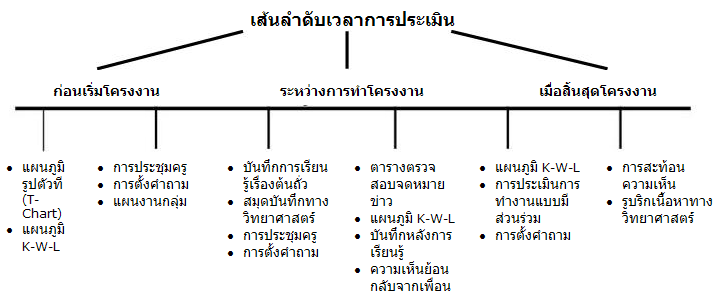 เส้นลำดับเวลาการประเมิน
ก่อนเริ่มโครงงาน
ระหว่างการทำโครงงาน
เมื่อสิ้นสุดโครงงาน
• แผนภูมิ
รูปตัวที
(T-
Chart)
• แผนภูมิ
K-W-L
• การประชุมครู
• การตั้งคำถาม
• แผนงานกลุ่ม
• บันทึกการเรียน
รู้เรื่องต้นถั่ว
• สมุดบันทึกทาง
วิทยาศาสตร์
• การประชุมครู
• การตั้งคำถาม
• ตารางตรวจ
สอบจดหมาย
ข่าว
• แผนภูมิ K-W-L
• บันทึกหลังการ
เรียนรู้
• ความเห็นย้อน
กลับจากเพื่อน
• แผนภูมิ K-W-L
• การประเมินการ
ทำงานแบบมี
ส่วนร่วม
• การตั้งคำถาม
• การสะท้อน
ความเห็น
• รูบริกเนื้อหาทาง
วิทยาศาสตร์